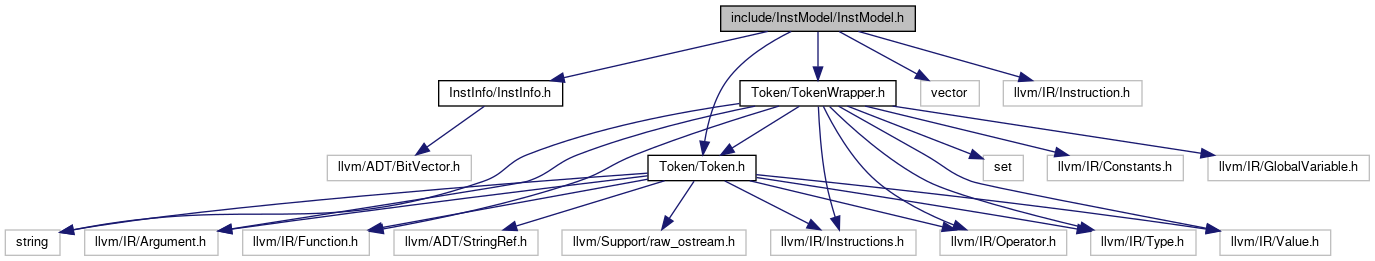 include/InstModel/InstModel.h
InstInfo/InstInfo.h
Token/TokenWrapper.h
vector
llvm/IR/Instruction.h
llvm/ADT/BitVector.h
Token/Token.h
set
llvm/IR/Constants.h
llvm/IR/GlobalVariable.h
string
llvm/IR/Argument.h
llvm/IR/Function.h
llvm/ADT/StringRef.h
llvm/Support/raw_ostream.h
llvm/IR/Instructions.h
llvm/IR/Operator.h
llvm/IR/Type.h
llvm/IR/Value.h